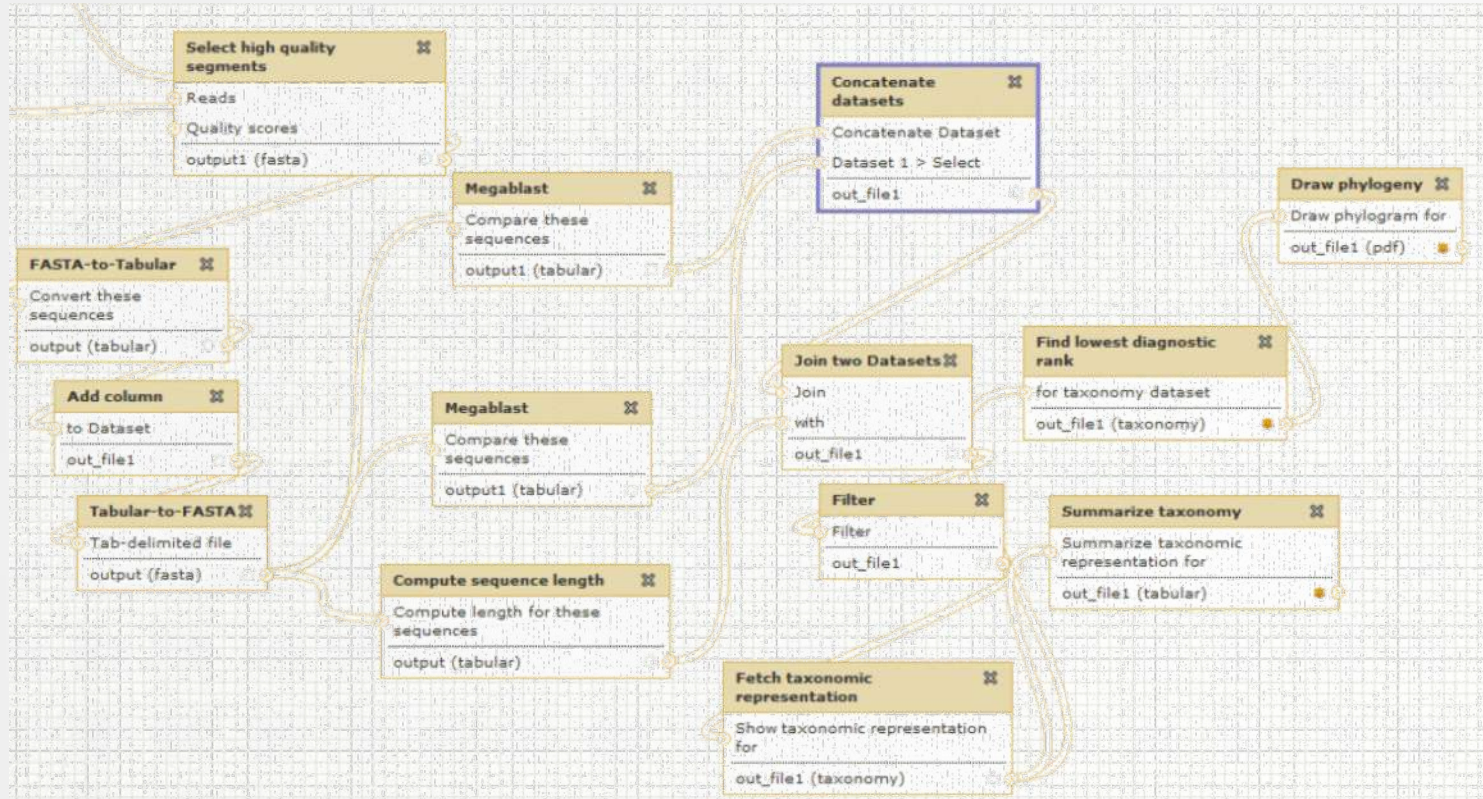 Select high quality
segments
Reads
Quality scores
output1 (fasta)
FASTA-to-Tabular
Convert these
sequences
output (tabular)
Add column
to Dataset
out_file1
Tabular-to-FASTA
Tab-delimited file
output (fasta)
Megablast
Compare these
sequences
output1 (tabular)
Megablast
Compare these
sequences
output1 (tabular)
Compute sequence length
Compute length for these
sequences
output (tabular)
Concatenate
datasets
Concatenate Dataset
Dataset 1 > Select
out_file1
Join two Datasets
Join
with
out_file1
Filter
Filter
out_file1
Fetch taxonomic
representation
Show taxonomic representation
for
out_file1 (taxonomy)
Find lowest diagnostic
rank
for taxonomy dataset
out_file1 (taxonomy)
Summarize taxonomy
Summarize taxonomic
representation for
out_file1 (tabular)
Draw phylogeny
Draw phylogram for
out_file1 (pdf)